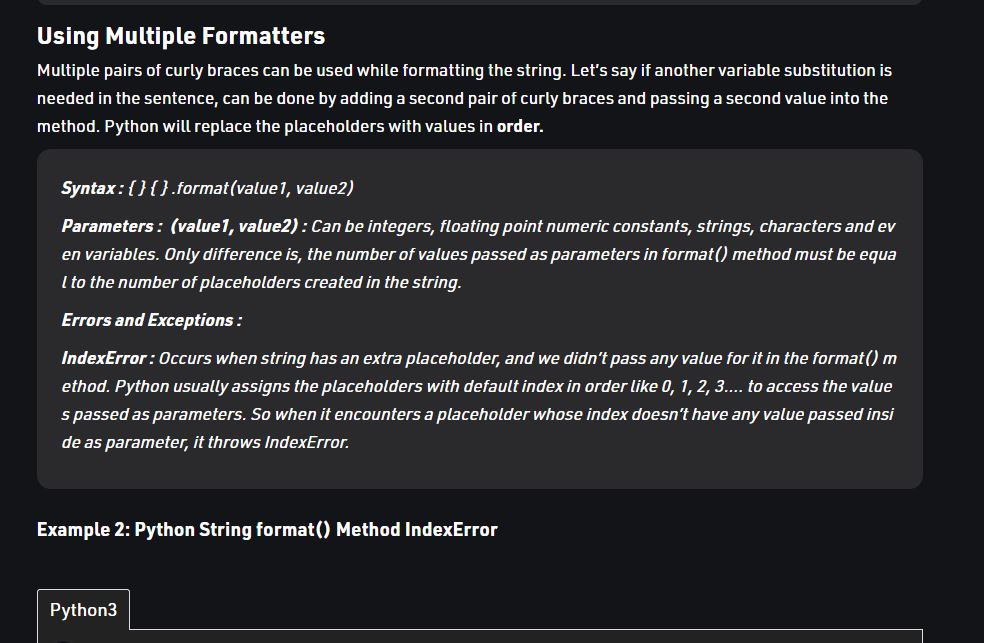 Using Multiple Formatters
Multiple pairs of curly braces can be used while formatting the string. Let’s say if another variable substitution is
needed in the sentence, can be done by adding a second pair of curly braces and passing a second value into the
method. Python will replace the placeholders with values in order.
Syntax : { } { } .format(value1, value2)
Parameters :  (value1, value2) : Can be integers, floating point numeric constants, strings, characters and ev
en variables. Only difference is, the number of values passed as parameters in format() method must be equa
l to the number of placeholders created in the string.
Errors and Exceptions :
IndexError : Occurs when string has an extra placeholder, and we didn’t pass any value for it in the format() m
ethod. Python usually assigns the placeholders with default index in order like 0, 1, 2, 3…. to access the value
s passed as parameters. So when it encounters a placeholder whose index doesn’t have any value passed insi
de as parameter, it throws IndexError.
Example 2: Python String format() Method IndexError
Python3